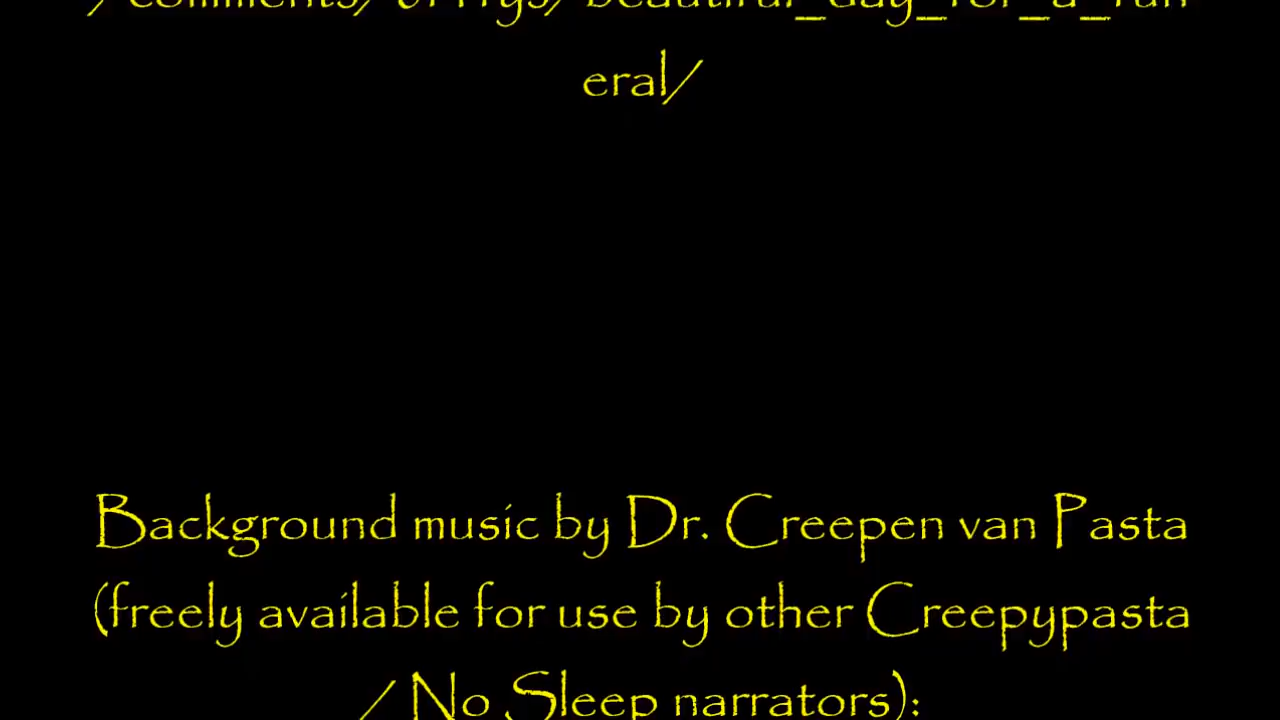 eral/
Background music by Dr. Creepen van Pasta
(freely available for use by other Creepypasta
/ No Sleep narrators):